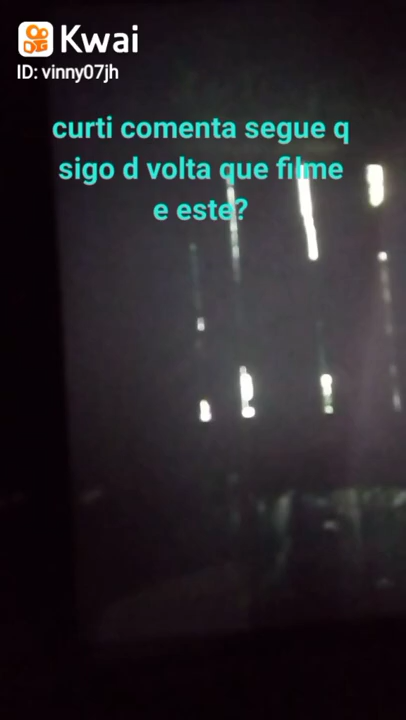 Kwai
ID: vinny07jh
curti comenta segue q
sigo d volta que filme
e este?